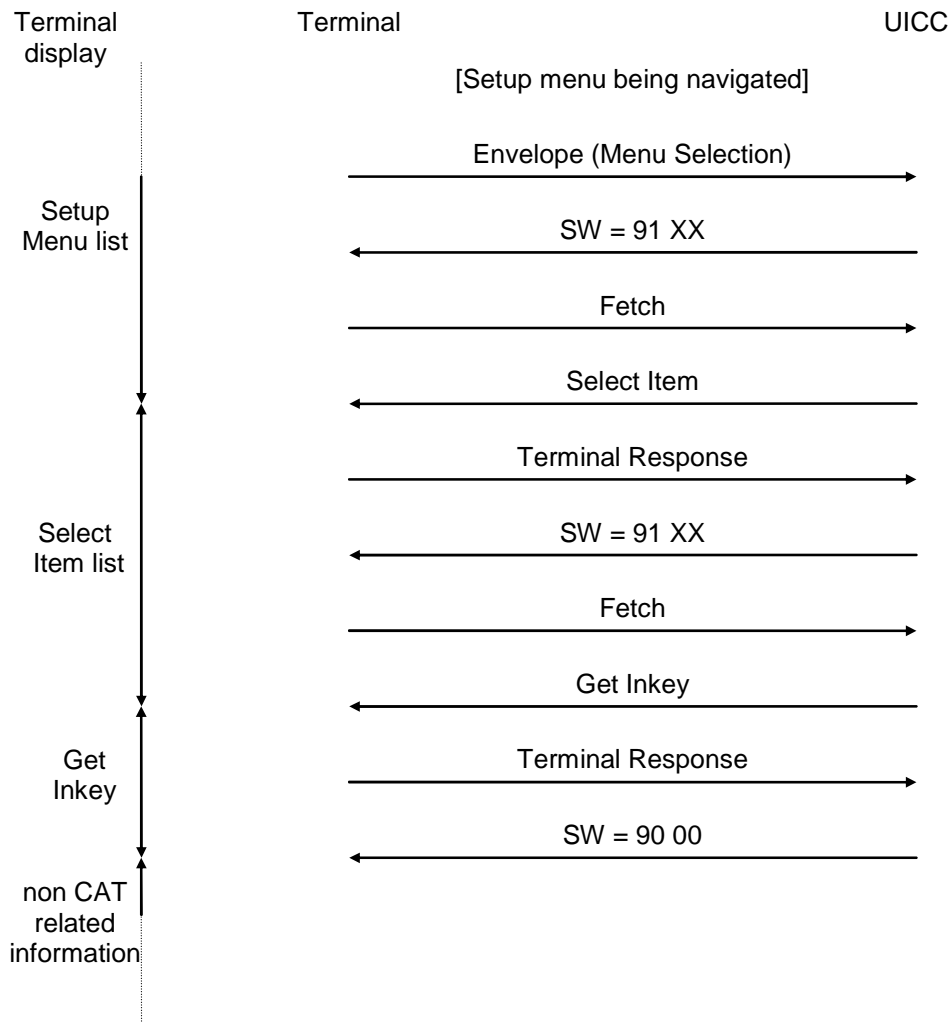 Terminal
display
Terminal
UICC
[Setup menu being navigated]
Envelope (Menu Selection)
Setup
Menu list
SW = 91 XX
Fetch
Select Item
Terminal Response
Select
Item list
SW = 91 XX
Fetch
Get Inkey
Get
Inkey
Terminal Response
SW = 90 00
non CAT
related
information